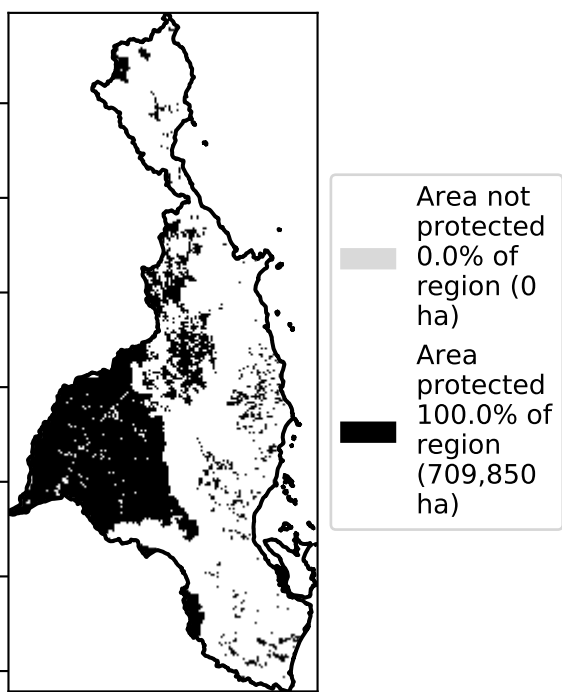 Area not
protected
0.0% of
region (0
ha)
Area
protected
100.0% of
region
(709,850
ha)